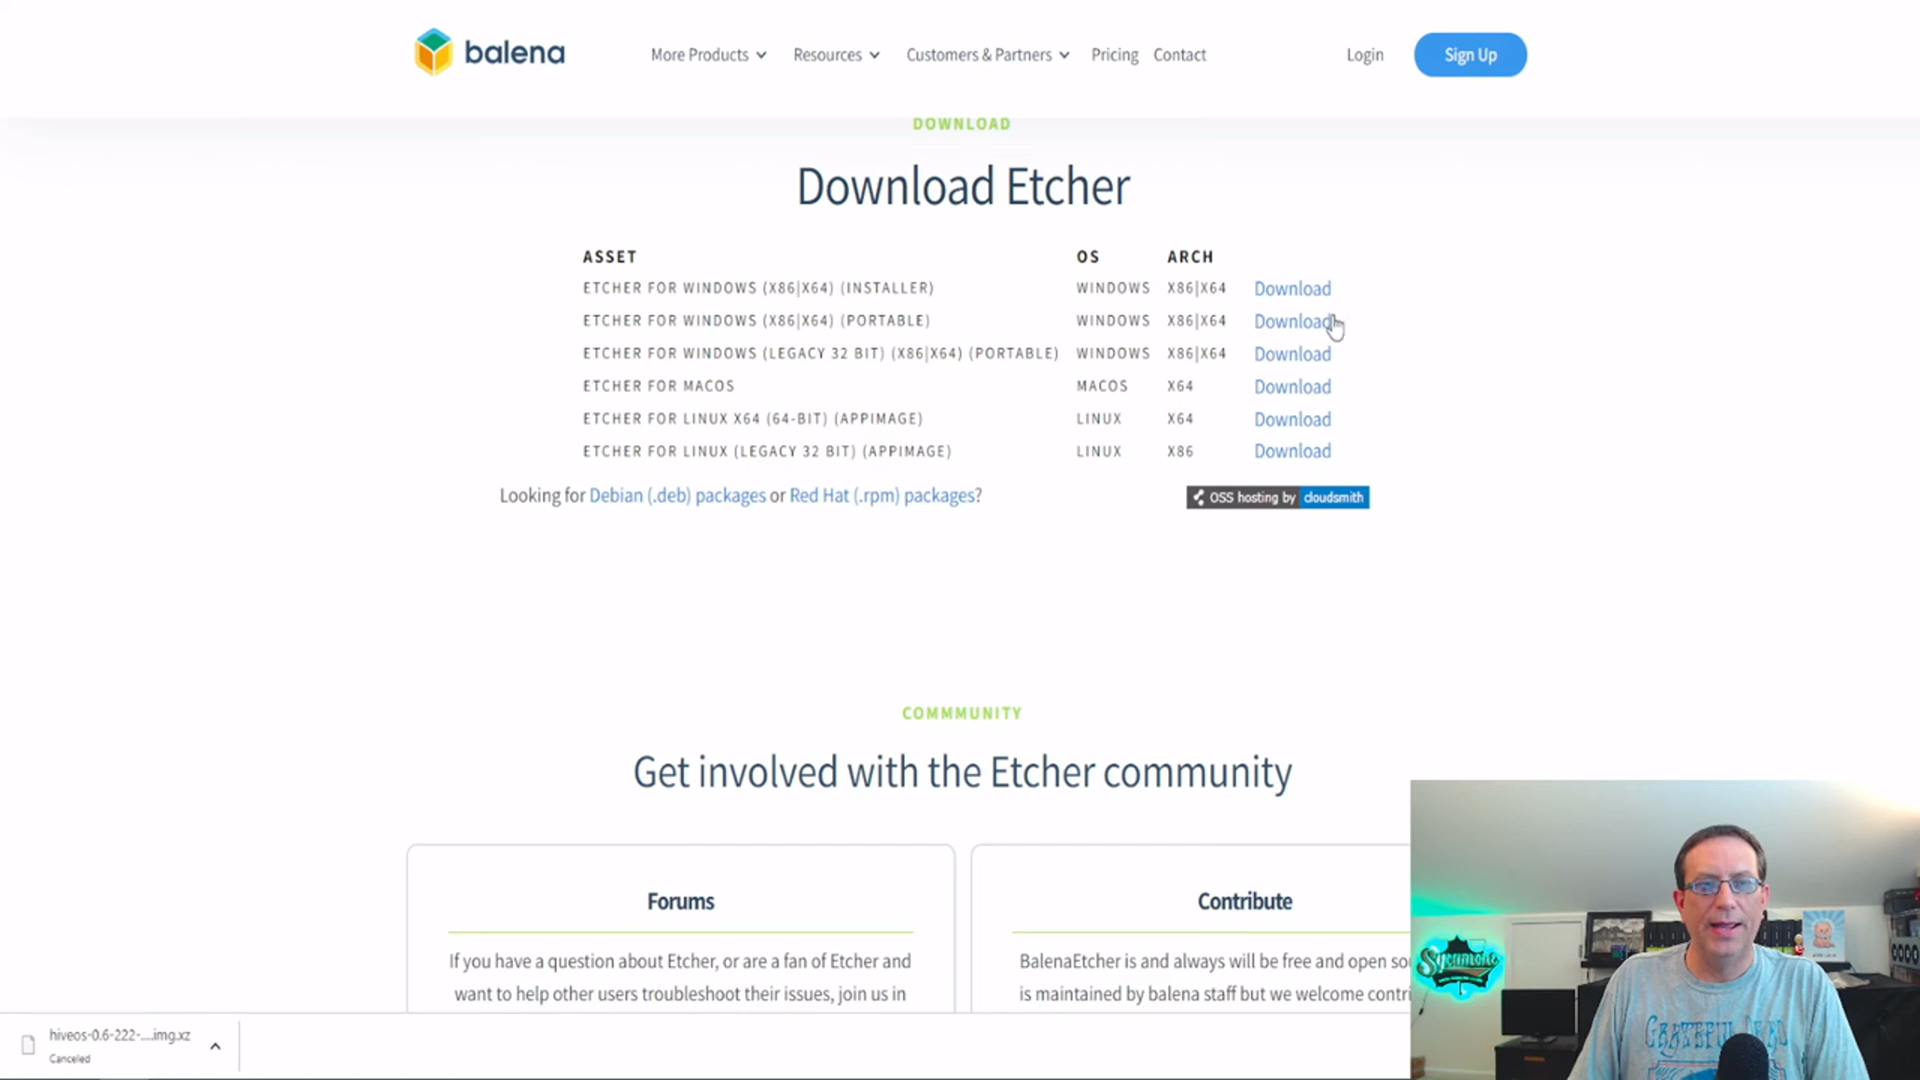 balena
More Products
Resources
Customers & Partners
Pricing
Contact
Login
Sign Up
DOWNLOAD
Download Etcher
ASSET OS ARCH
ETCHER FOR WINDOWS (X86|X64) (INSTALLER) WINDOWS X86|X64 Download
ETCHER FOR WINDOWS (X86|X64) (PORTABLE) WINDOWS X86|X64 Download
ETCHER FOR WINDOWS (LEGACY 32 BIT) (X86|X64) (PORTABLE) WINDOWS X86|X64 Download
ETCHER FOR MACOS MACOS X64 Download
ETCHER FOR LINUX X64 (64-BIT) (APPIMAGE) LINUX X64 Download
ETCHER FOR LINUX (LEGACY 32 BIT) (APPIMAGE) LINUX X86 Download
Looking for Debian (.deb) packages or Red Hat (.rpm) packages?
OSS hosting by cloudsmith
COMMMUNITY
Get involved with the Etcher community
Forums
If you have a question about Etcher, or are a fan of Etcher and
want to help other users troubleshoot their issues, join us in
Contribute
BalenaEtcher is and always will be free and open so
is maintained by balena staff but we welcome contri
hiveos-0.6-222-....img.xz
Canceled